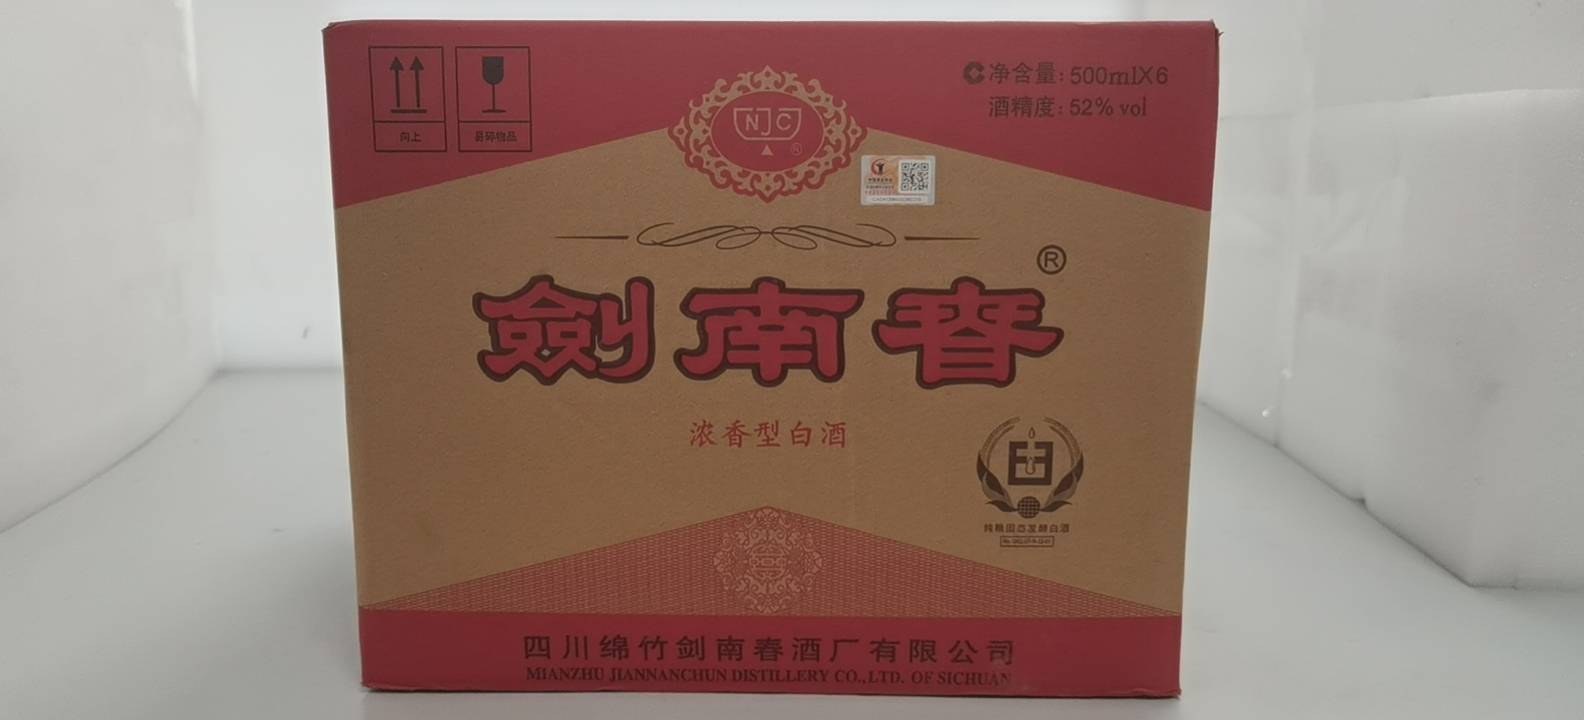 向上
易碎物品
NJC
®
净含量: 500mlX6
酒精度: 52% vol
劍南春®
浓香型白酒
纯粮固态发酵白酒
四川绵竹剑南春酒厂有限公司
MIANZHU JIANNANCHUN DISTILLERY CO.,LTD. OF SICHUAN